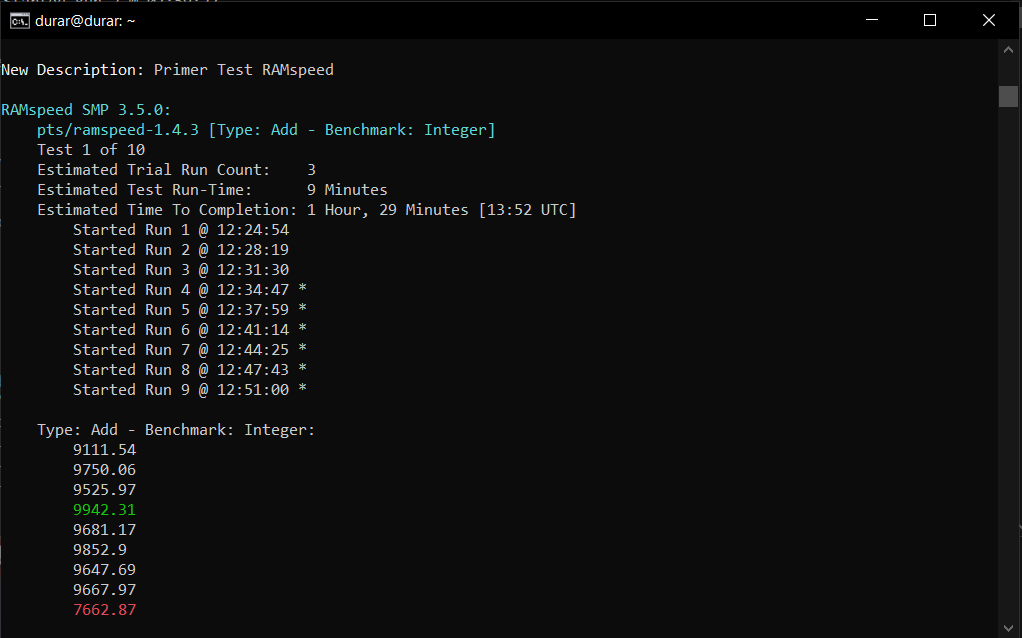 durar@durar: ~
New Description: Primer Test RAMspeed
RAMspeed SMP 3.5.0:
pts/ramspeed-1.4.3 [Type: Add - Benchmark: Integer]
Test 1 of 10
Estimated Trial Run Count: 3
Estimated Test Run-Time: 9 Minutes
Estimated Time To Completion: 1 Hour, 29 Minutes [13:52 UTC]
Started Run 1 @ 12:24:54
Started Run 2 @ 12:28:19
Started Run 3 @ 12:31:30
Started Run 4 @ 12:34:47 *
Started Run 5 @ 12:37:59 *
Started Run 6 @ 12:41:14 *
Started Run 7 @ 12:44:25 *
Started Run 8 @ 12:47:43 *
Started Run 9 @ 12:51:00 *
Type: Add - Benchmark: Integer:
9111.54
9750.06
9525.97
9942.31
9681.17
9852.9
9647.69
9667.97
7662.87